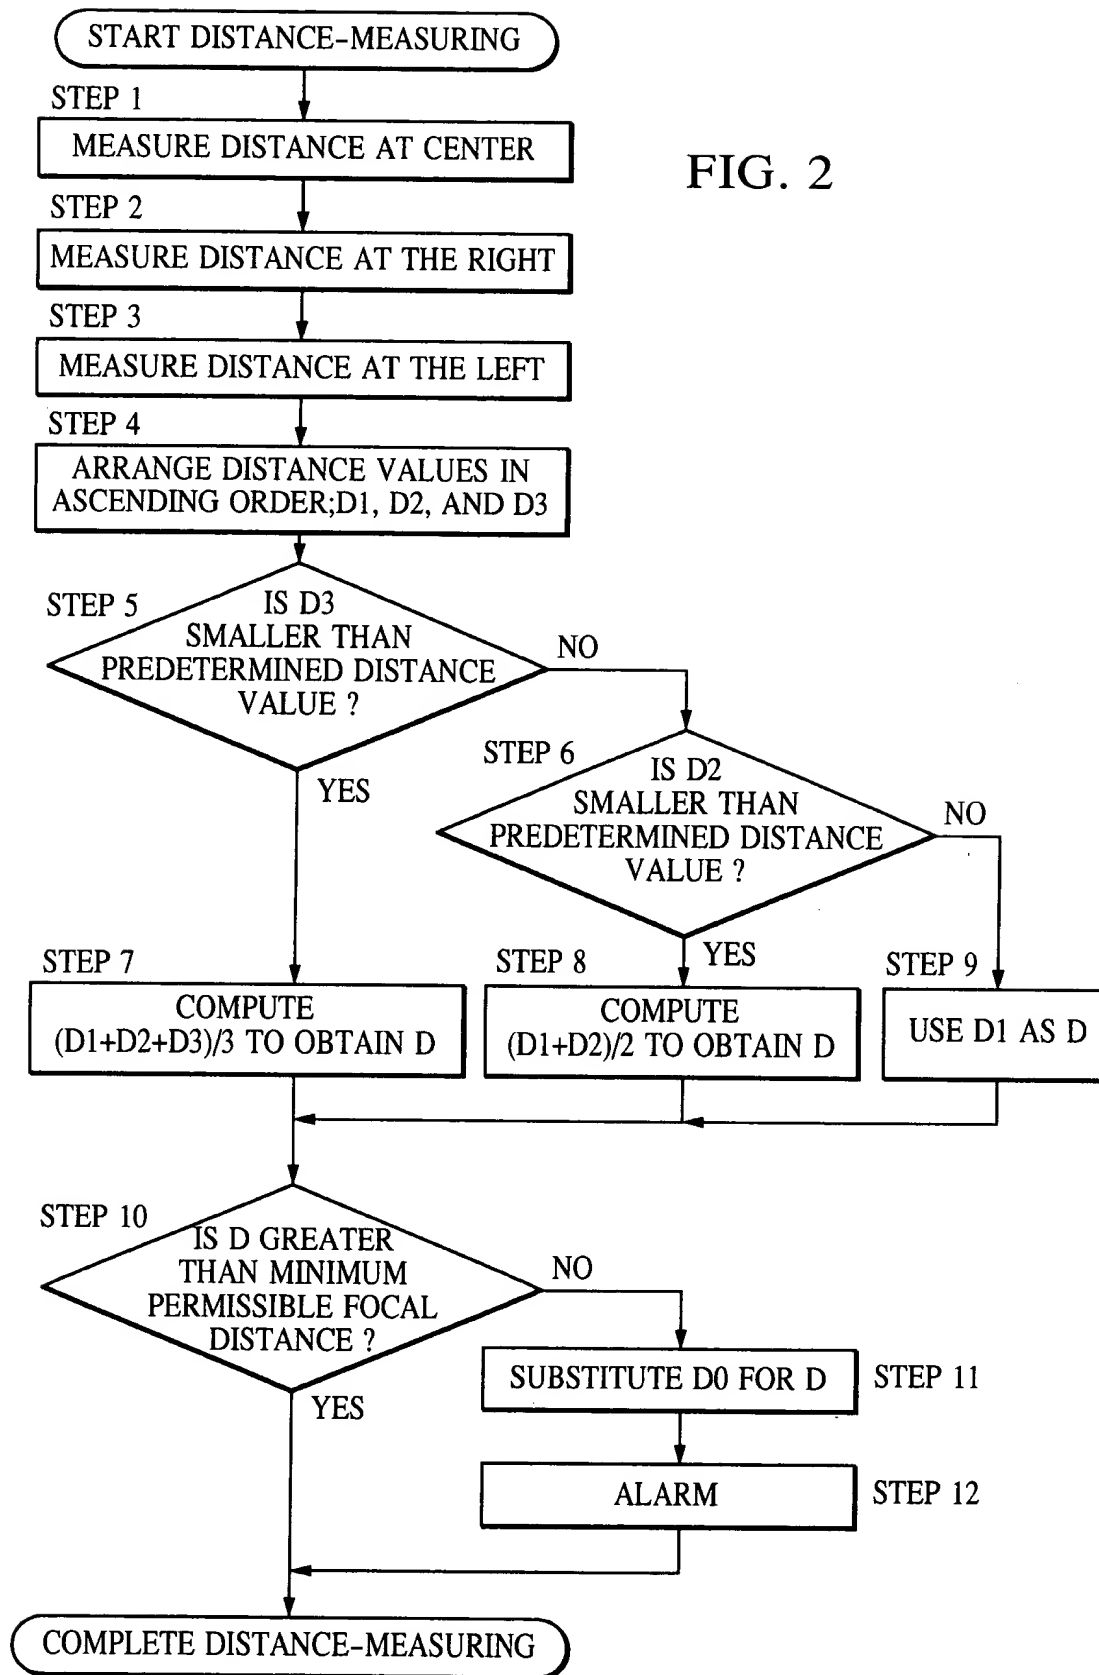 START DISTANCE-MEASURING
STEP 1
MEASURE DISTANCE AT CENTER
FIG. 2
STEP 2
MEASURE DISTANCE AT THE RIGHT
STEP 3
MEASURE DISTANCE AT THE LEFT
STEP 4
ARRANGE DISTANCE VALUES IN
ASCENDING ORDER;D1, D2, AND D3
STEP 5
IS D3
SMALLER THAN
PREDETERMINED DISTANCE
VALUE ?
NO
YES
STEP 6
IS D2
SMALLER THAN
PREDETERMINED DISTANCE
VALUE ?
NO
YES
STEP 7
COMPUTE
(D1+D2+D3)/3 TO OBTAIN D
STEP 8
COMPUTE
(D1+D2)/2 TO OBTAIN D
STEP 9
USE D1 AS D
STEP 10
IS D GREATER
THAN MINIMUM
PERMISSIBLE FOCAL
DISTANCE ?
NO
YES
SUBSTITUTE D0 FOR D
STEP 11
ALARM
STEP 12
COMPLETE DISTANCE-MEASURING